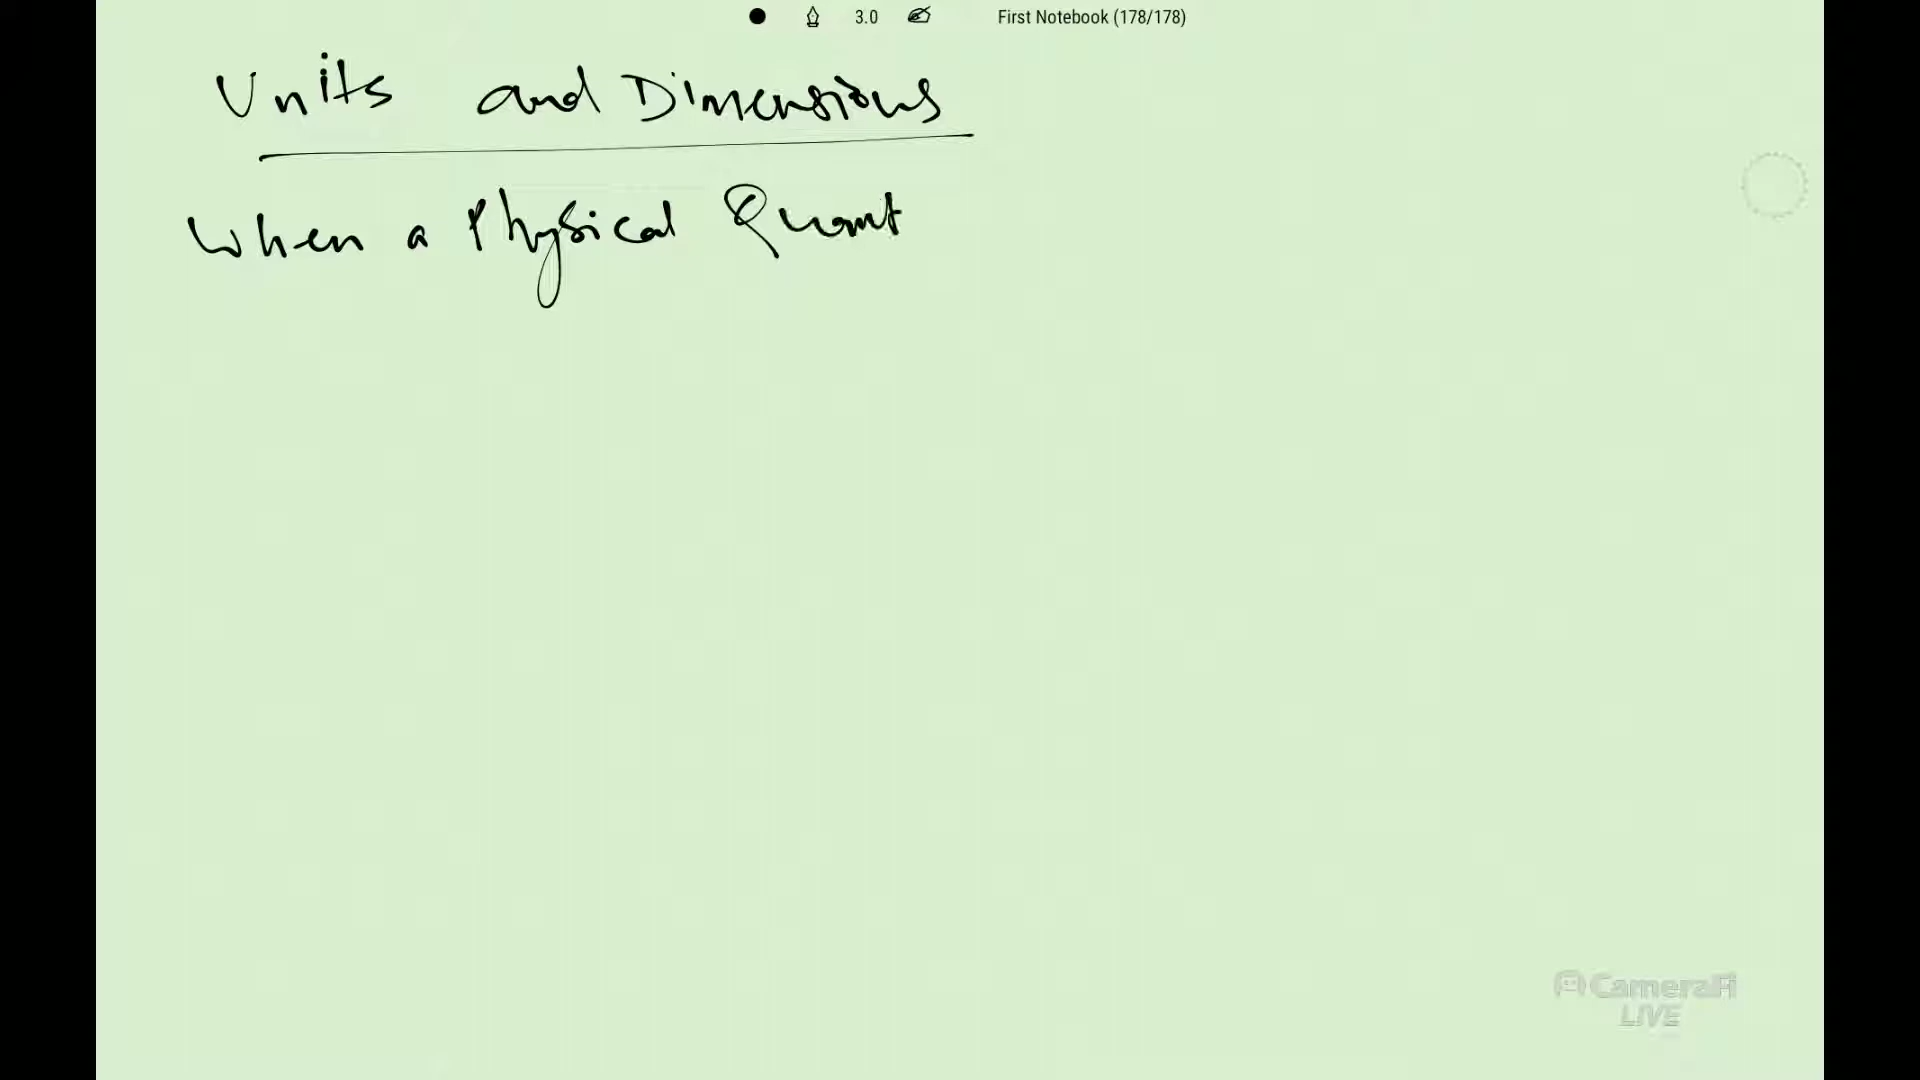 3.0 First Notebook (178/178)
Units and Dimensions
When a Physical Quant
CameraFi
LIVE